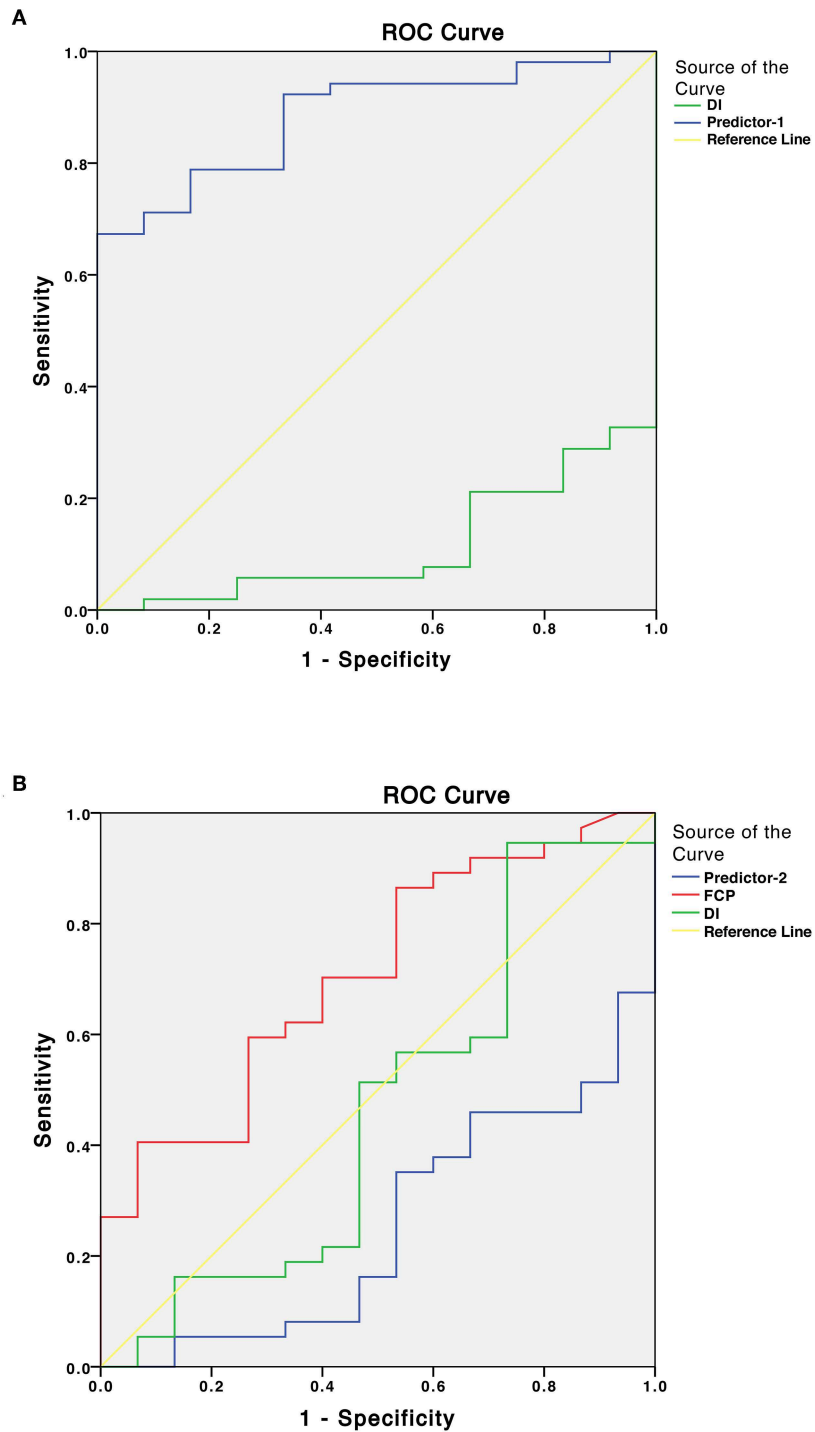 A
ROC Curve
Source of the
Curve
DI
Predictor-1
Reference Line
1.0
0.8
0.6
0.4
0.2
0.0
Sensitivity
0.0 0.2 0.4 0.6 0.8 1.0
1 - Specificity
B
ROC Curve
Source of the
Curve
Predictor-2
FCP
DI
Reference Line
1.0
0.8
0.6
0.4
0.2
0.0
Sensitivity
0.0 0.2 0.4 0.6 0.8 1.0
1 - Specificity